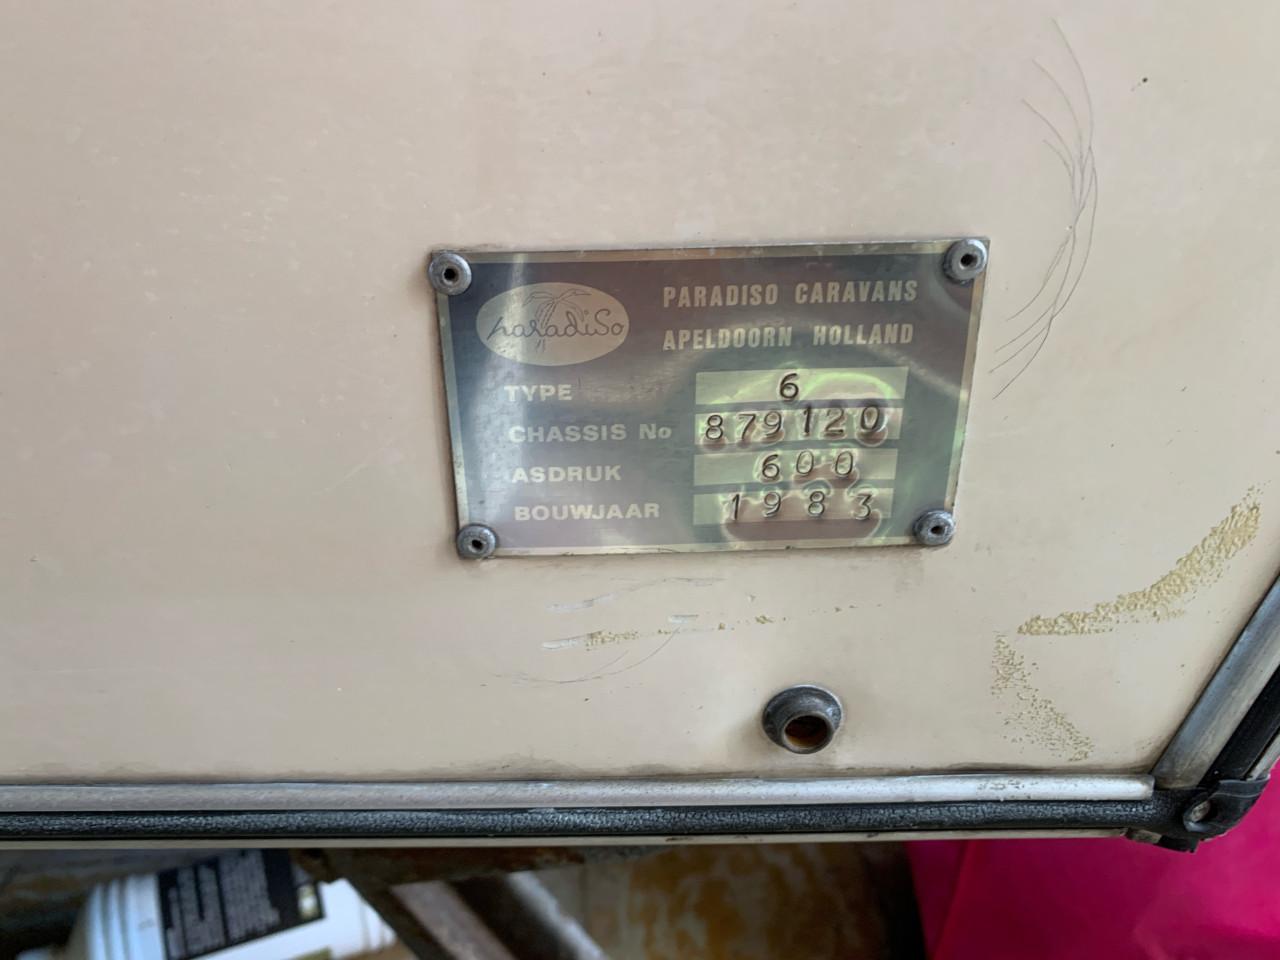 paradiso
PARADISO CARAVANS
APELDOORN HOLLAND
TYPE 6
CHASSIS No 879120
ASDRUK 600
BOUWJAAR 1983